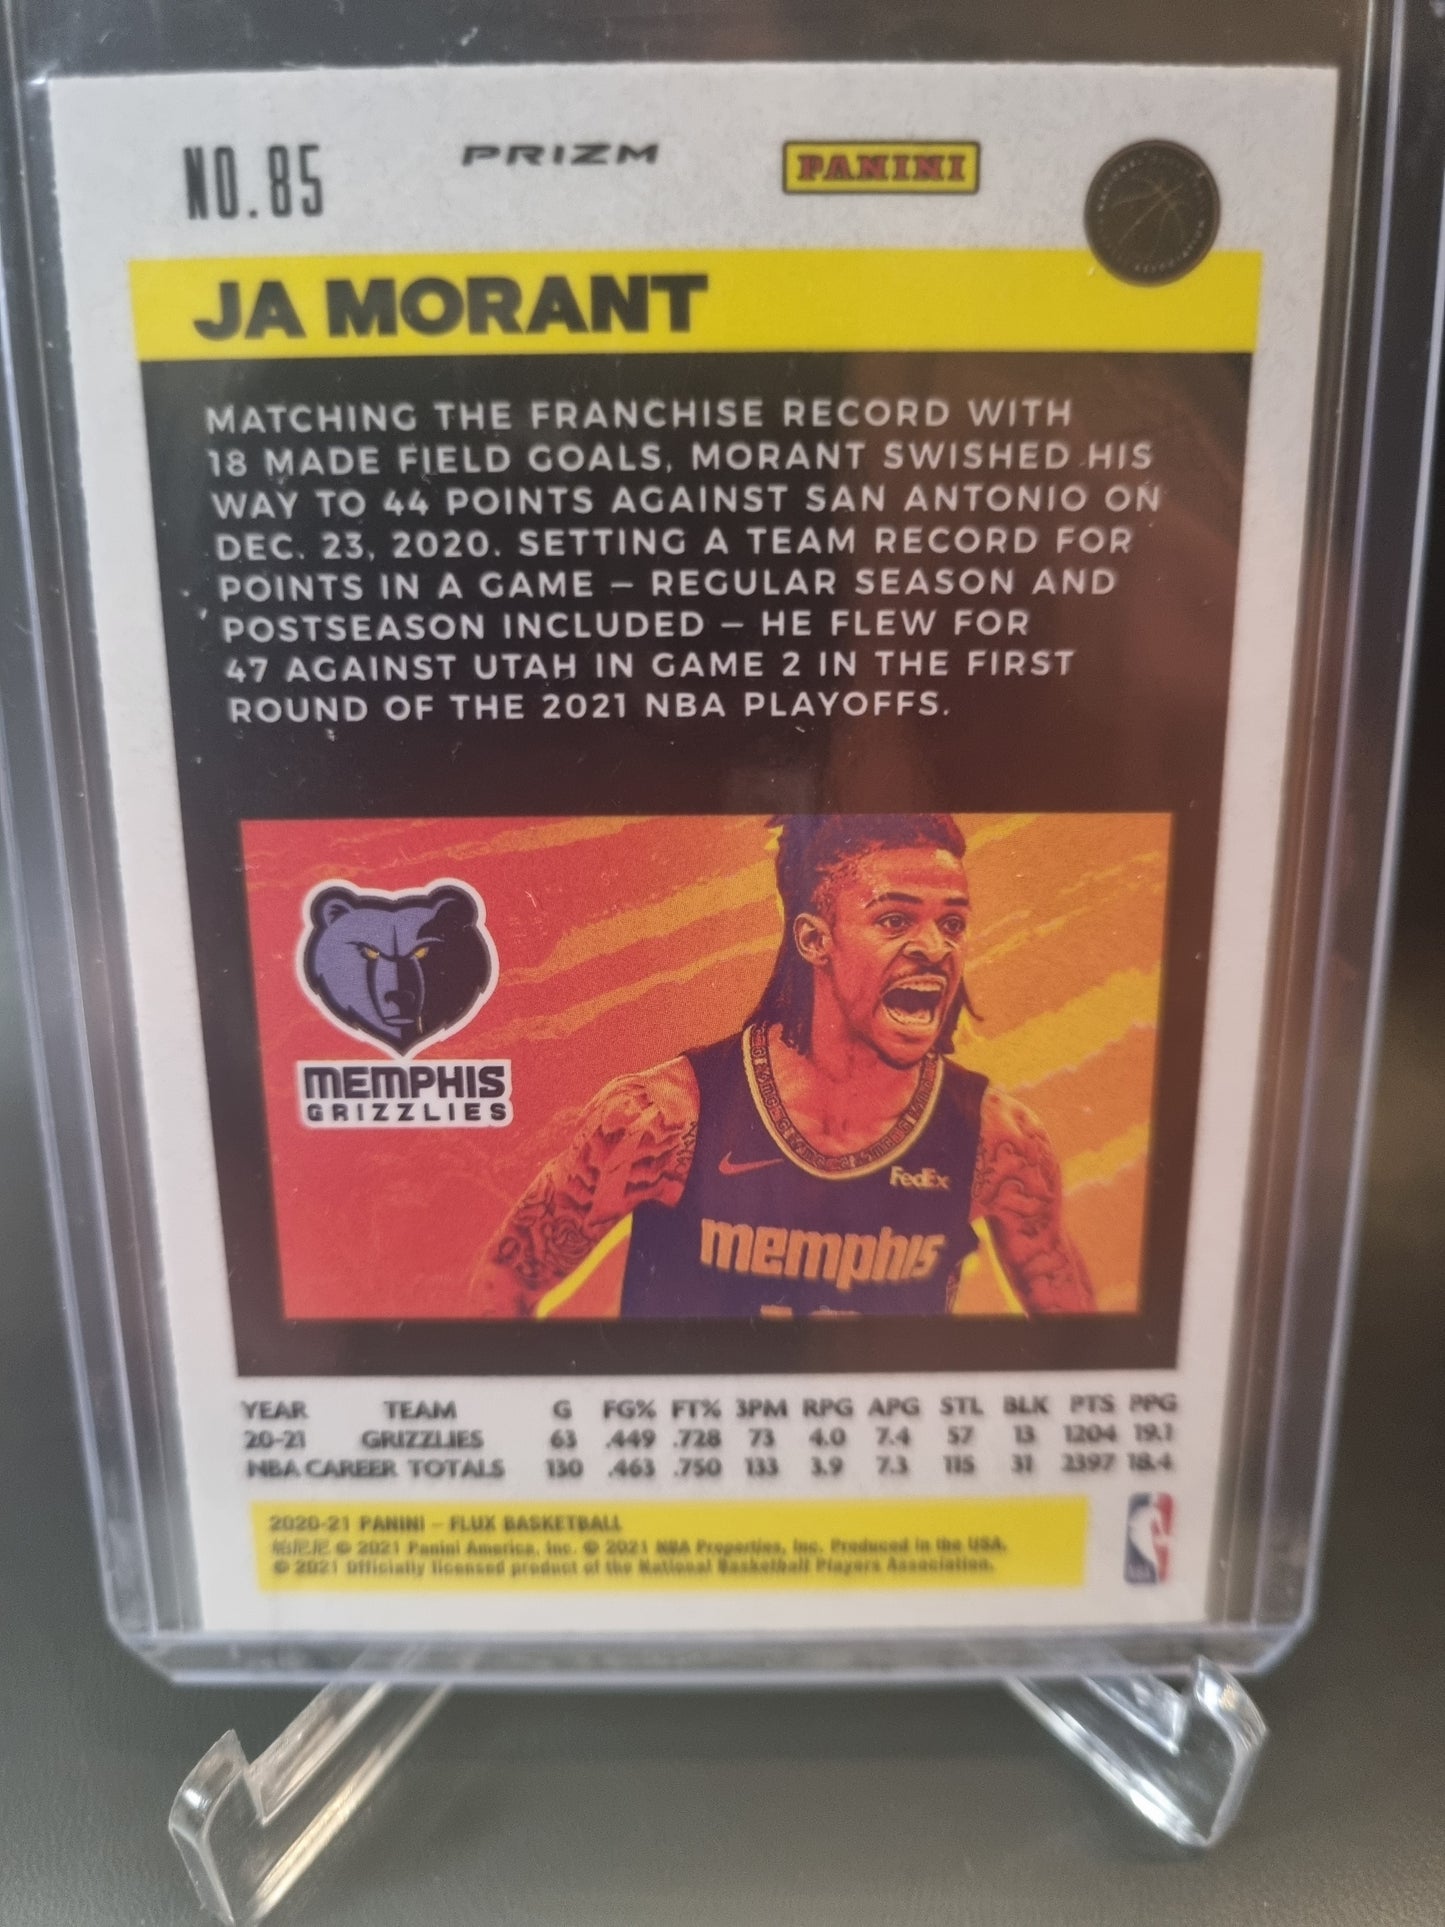 NO. 85
PRIZM
PANINI
JA MORANT
MATCHING THE FRANCHISE RECORD WITH
18 MADE FIELD GOALS, MORANT SWISHED HIS
WAY TO 44 POINTS AGAINST SAN ANTONIO ON
DEC. 23, 2020. SETTING A TEAM RECORD FOR
POINTS IN A GAME – REGULAR SEASON AND
POSTSEASON INCLUDED – HE FLEW FOR
47 AGAINST UTAH IN GAME 2 IN THE FIRST
ROUND OF THE 2021 NBA PLAYOFFS.
MEMPHIS
GRIZZLIES
FedEx
memphis
YEAR TEAM G FG% FT% 3PM RPG APG STL BLK PTS PPG
20-21 GRIZZLIES 63 .449 .728 73 4.0 7.4 57 13 1204 19.1
NBA CAREER TOTALS 130 .463 .750 133 3.9 7.3 115 31 2397 18.4
2020-21 PANINI – FLUX BASKETBALL
© 2021 Panini America, Inc. © 2021 NBA Properties, Inc. Produced in the USA.
© 2021 Officially licensed product of the National Basketball Players Association.